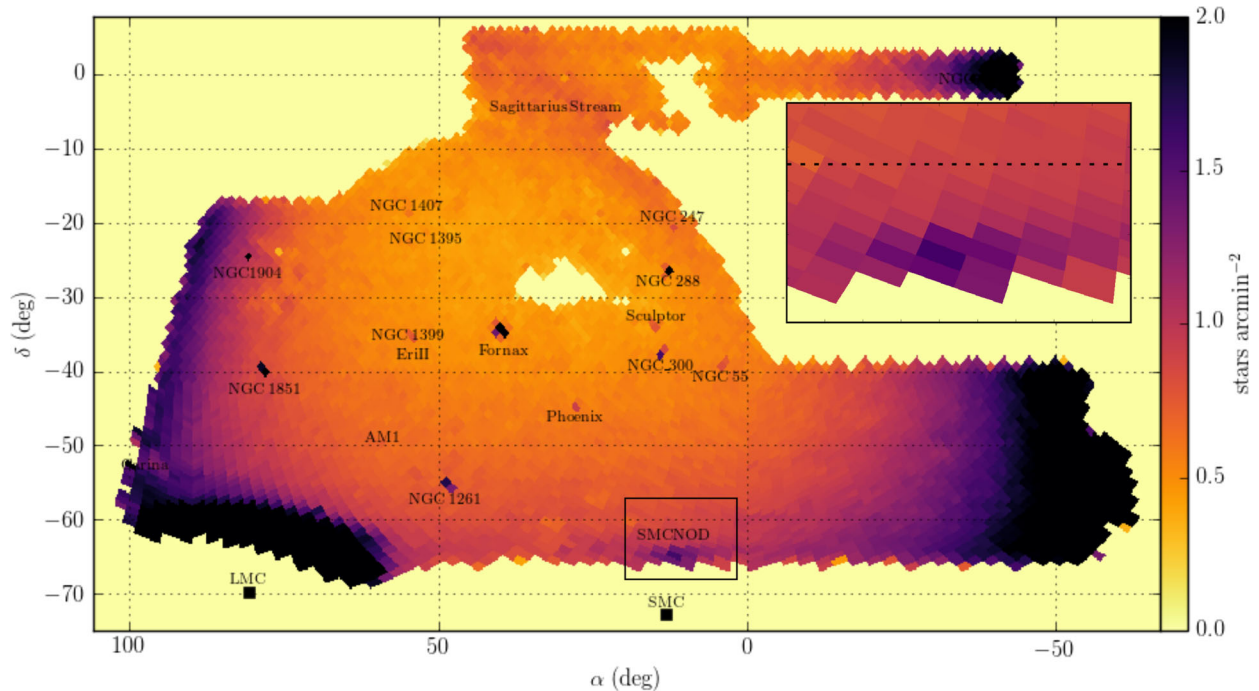 2.0
0
NGC
Sagittarius Stream
−10
1.5
NGC 1407
NGC 247
−20
NGC 1395
NGC1904
NGC 288
−30
Sculptor
1.0
NGC 1399
EriII
Fornax
NGC 300
NGC 55
−40
NGC 1851
Phoenix
AM1
−50
Carina
0.5
NGC 1261
−60
SMCNOD
LMC
SMC
−70
0.0
100
50
0
−50
δ (deg)
α (deg)
stars arcmin−2